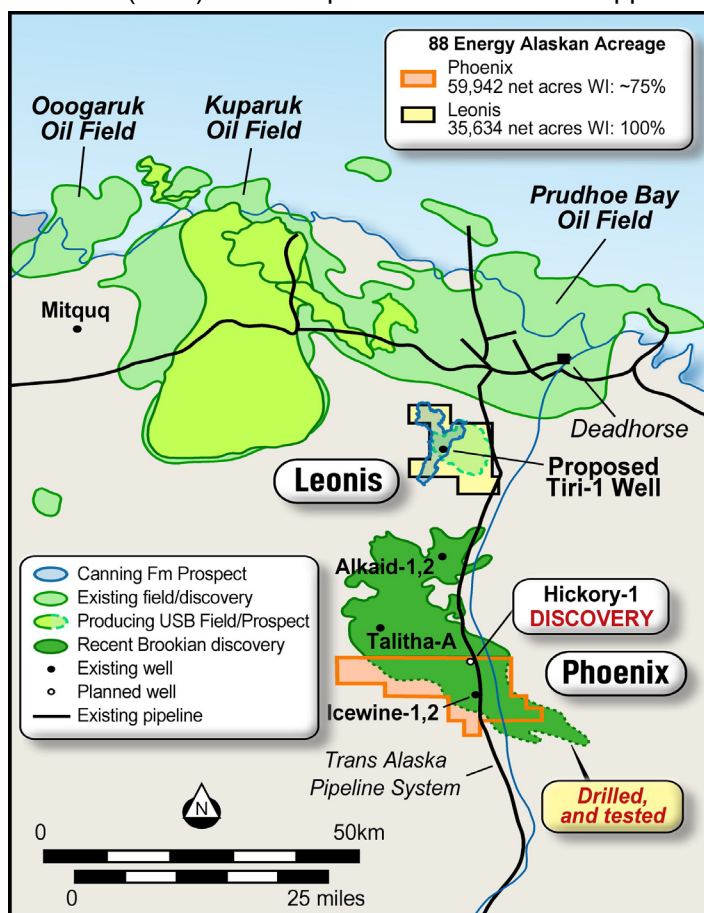 88 Energy Alaskan Acreage
Phoenix
59,942 net acres WI: ~75%
Leonis
35,634 net acres WI: 100%
Ooogaruk
Oil Field
Kuparuk
Oil Field
Prudhoe Bay
Oil Field
Mitquq
Deadhorse
Leonis
Proposed
Tiri-1 Well
Canning Fm Prospect
Existing field/discovery
Producing USB Field/Prospect
Recent Brookian discovery
Existing well
Planned well
Existing pipeline
Alkaid-1,2
Talitha-A
Hickory-1
DISCOVERY
Phoenix
Icewine-1,2
Trans Alaska
Pipeline System
Drilled,
and tested
N
0 50km
0 25 miles